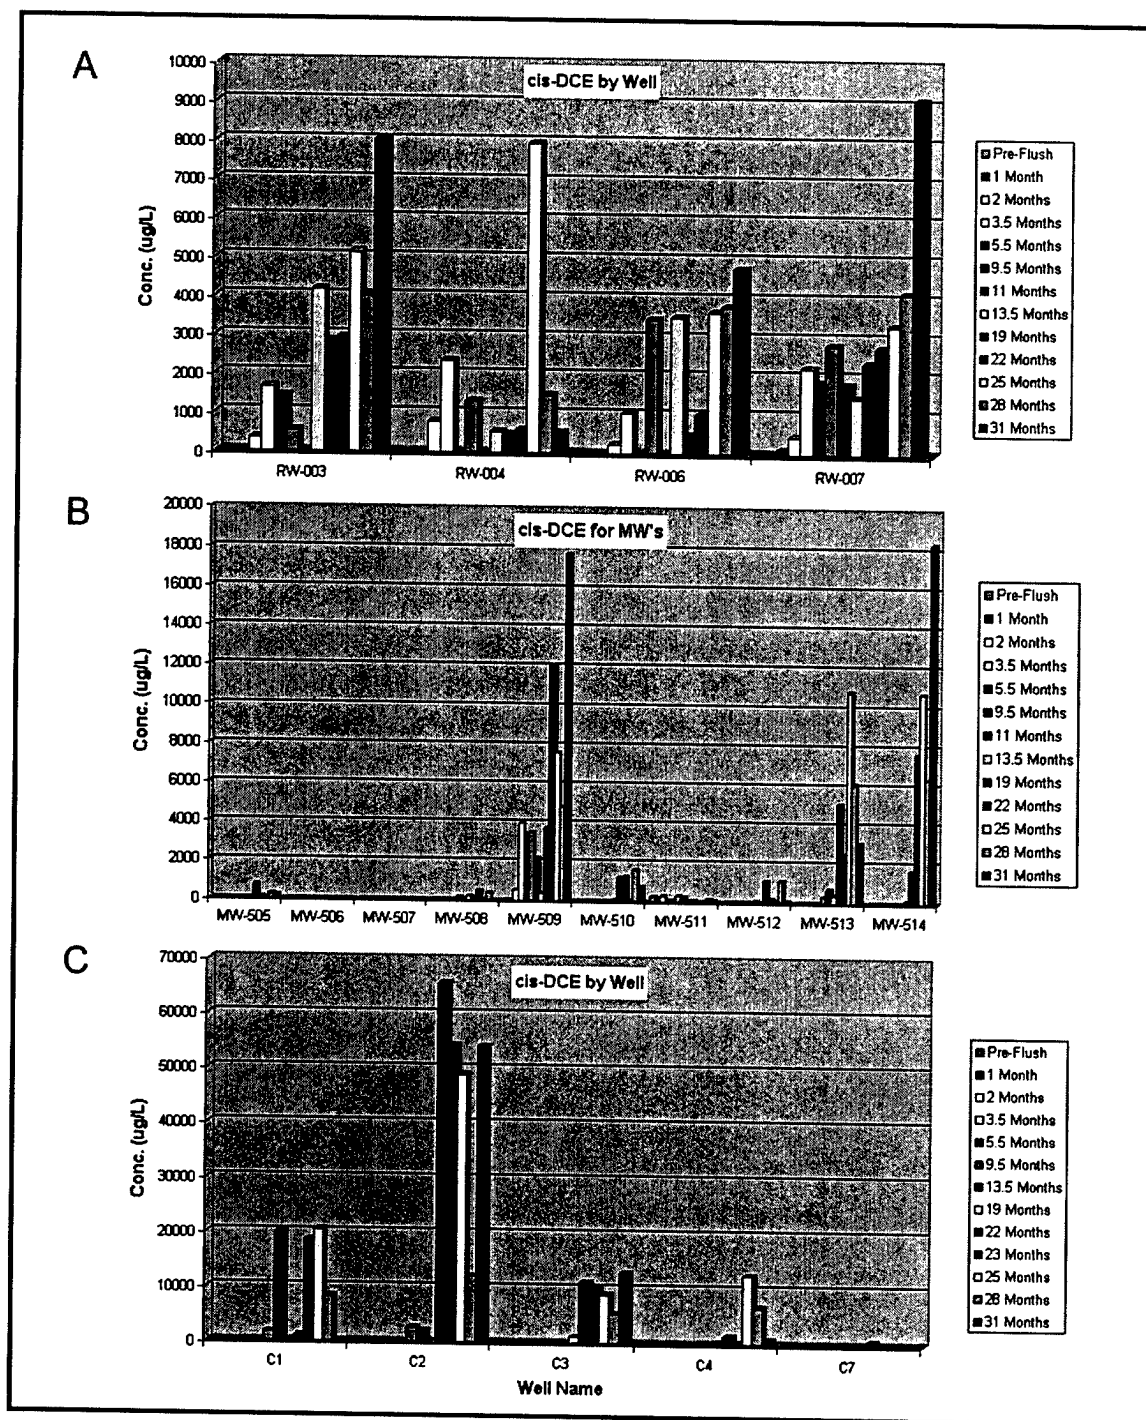 A
cis-DCE by Well
10000
9000
8000
7000
6000
5000
4000
3000
2000
1000
0
Conc. (ug/L)
RW-003 RW-004 RW-006 RW-007
Pre-Flush
1 Month
2 Months
3.5 Months
5.5 Months
9.5 Months
11 Months
13.5 Months
19 Months
22 Months
25 Months
28 Months
31 Months
B
cis-DCE for MW's
20000
18000
16000
14000
12000
10000
8000
6000
4000
2000
0
Conc. (ug/L)
MW-505 MW-506 MW-507 MW-508 MW-509 MW-510 MW-511 MW-512 MW-513 MW-514
Pre-Flush
1 Month
2 Months
3.5 Months
5.5 Months
9.5 Months
11 Months
13.5 Months
19 Months
22 Months
25 Months
28 Months
31 Months
C
cis-DCE by Well
70000
60000
50000
40000
30000
20000
10000
0
Conc. (ug/L)
C1 C2 C3 C4 C7
Well Name
Pre-Flush
1 Month
2 Months
3.5 Months
5.5 Months
9.5 Months
13.5 Months
19 Months
22 Months
23 Months
25 Months
28 Months
31 Months